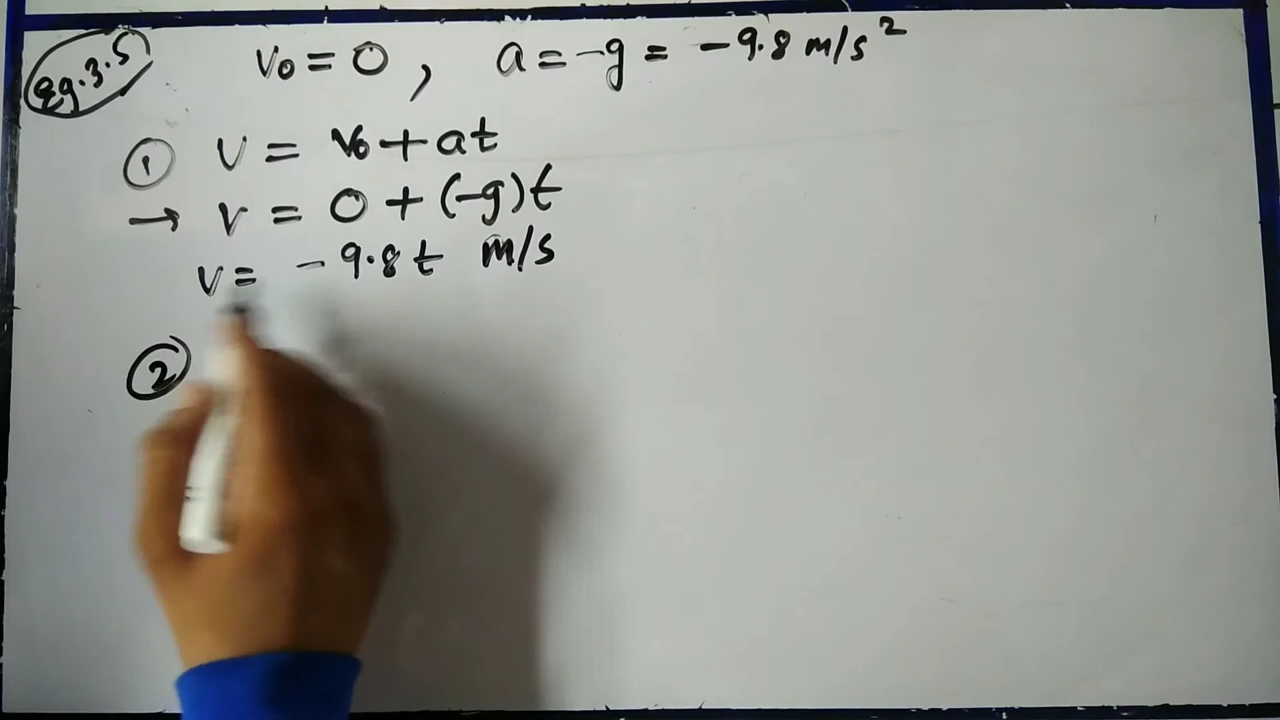 eg.3.5
v₀ = 0 , a = -g = -9.8 m/s²
① v = v₀ + at
→ v = 0 + (-g)t
v = -9.8t m/s
②